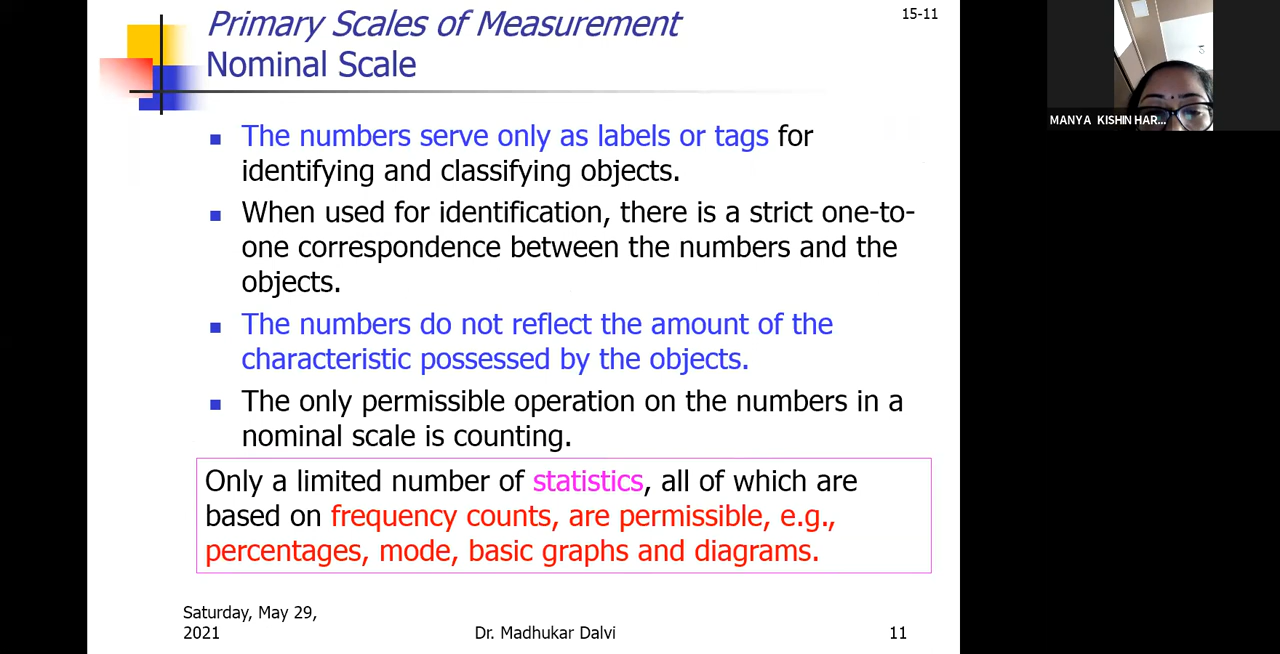 Primary Scales of Measurement
15-11
Nominal Scale
The numbers serve only as labels or tags for
identifying and classifying objects.
When used for identification, there is a strict one-to-
one correspondence between the numbers and the
objects.
The numbers do not reflect the amount of the
characteristic possessed by the objects.
The only permissible operation on the numbers in a
nominal scale is counting.
Only a limited number of statistics, all of which are
based on frequency counts, are permissible, e.g.,
percentages, mode, basic graphs and diagrams.
Saturday, May 29,
2021
Dr. Madhukar Dalvi
11
MANYA KISHIN HAR...